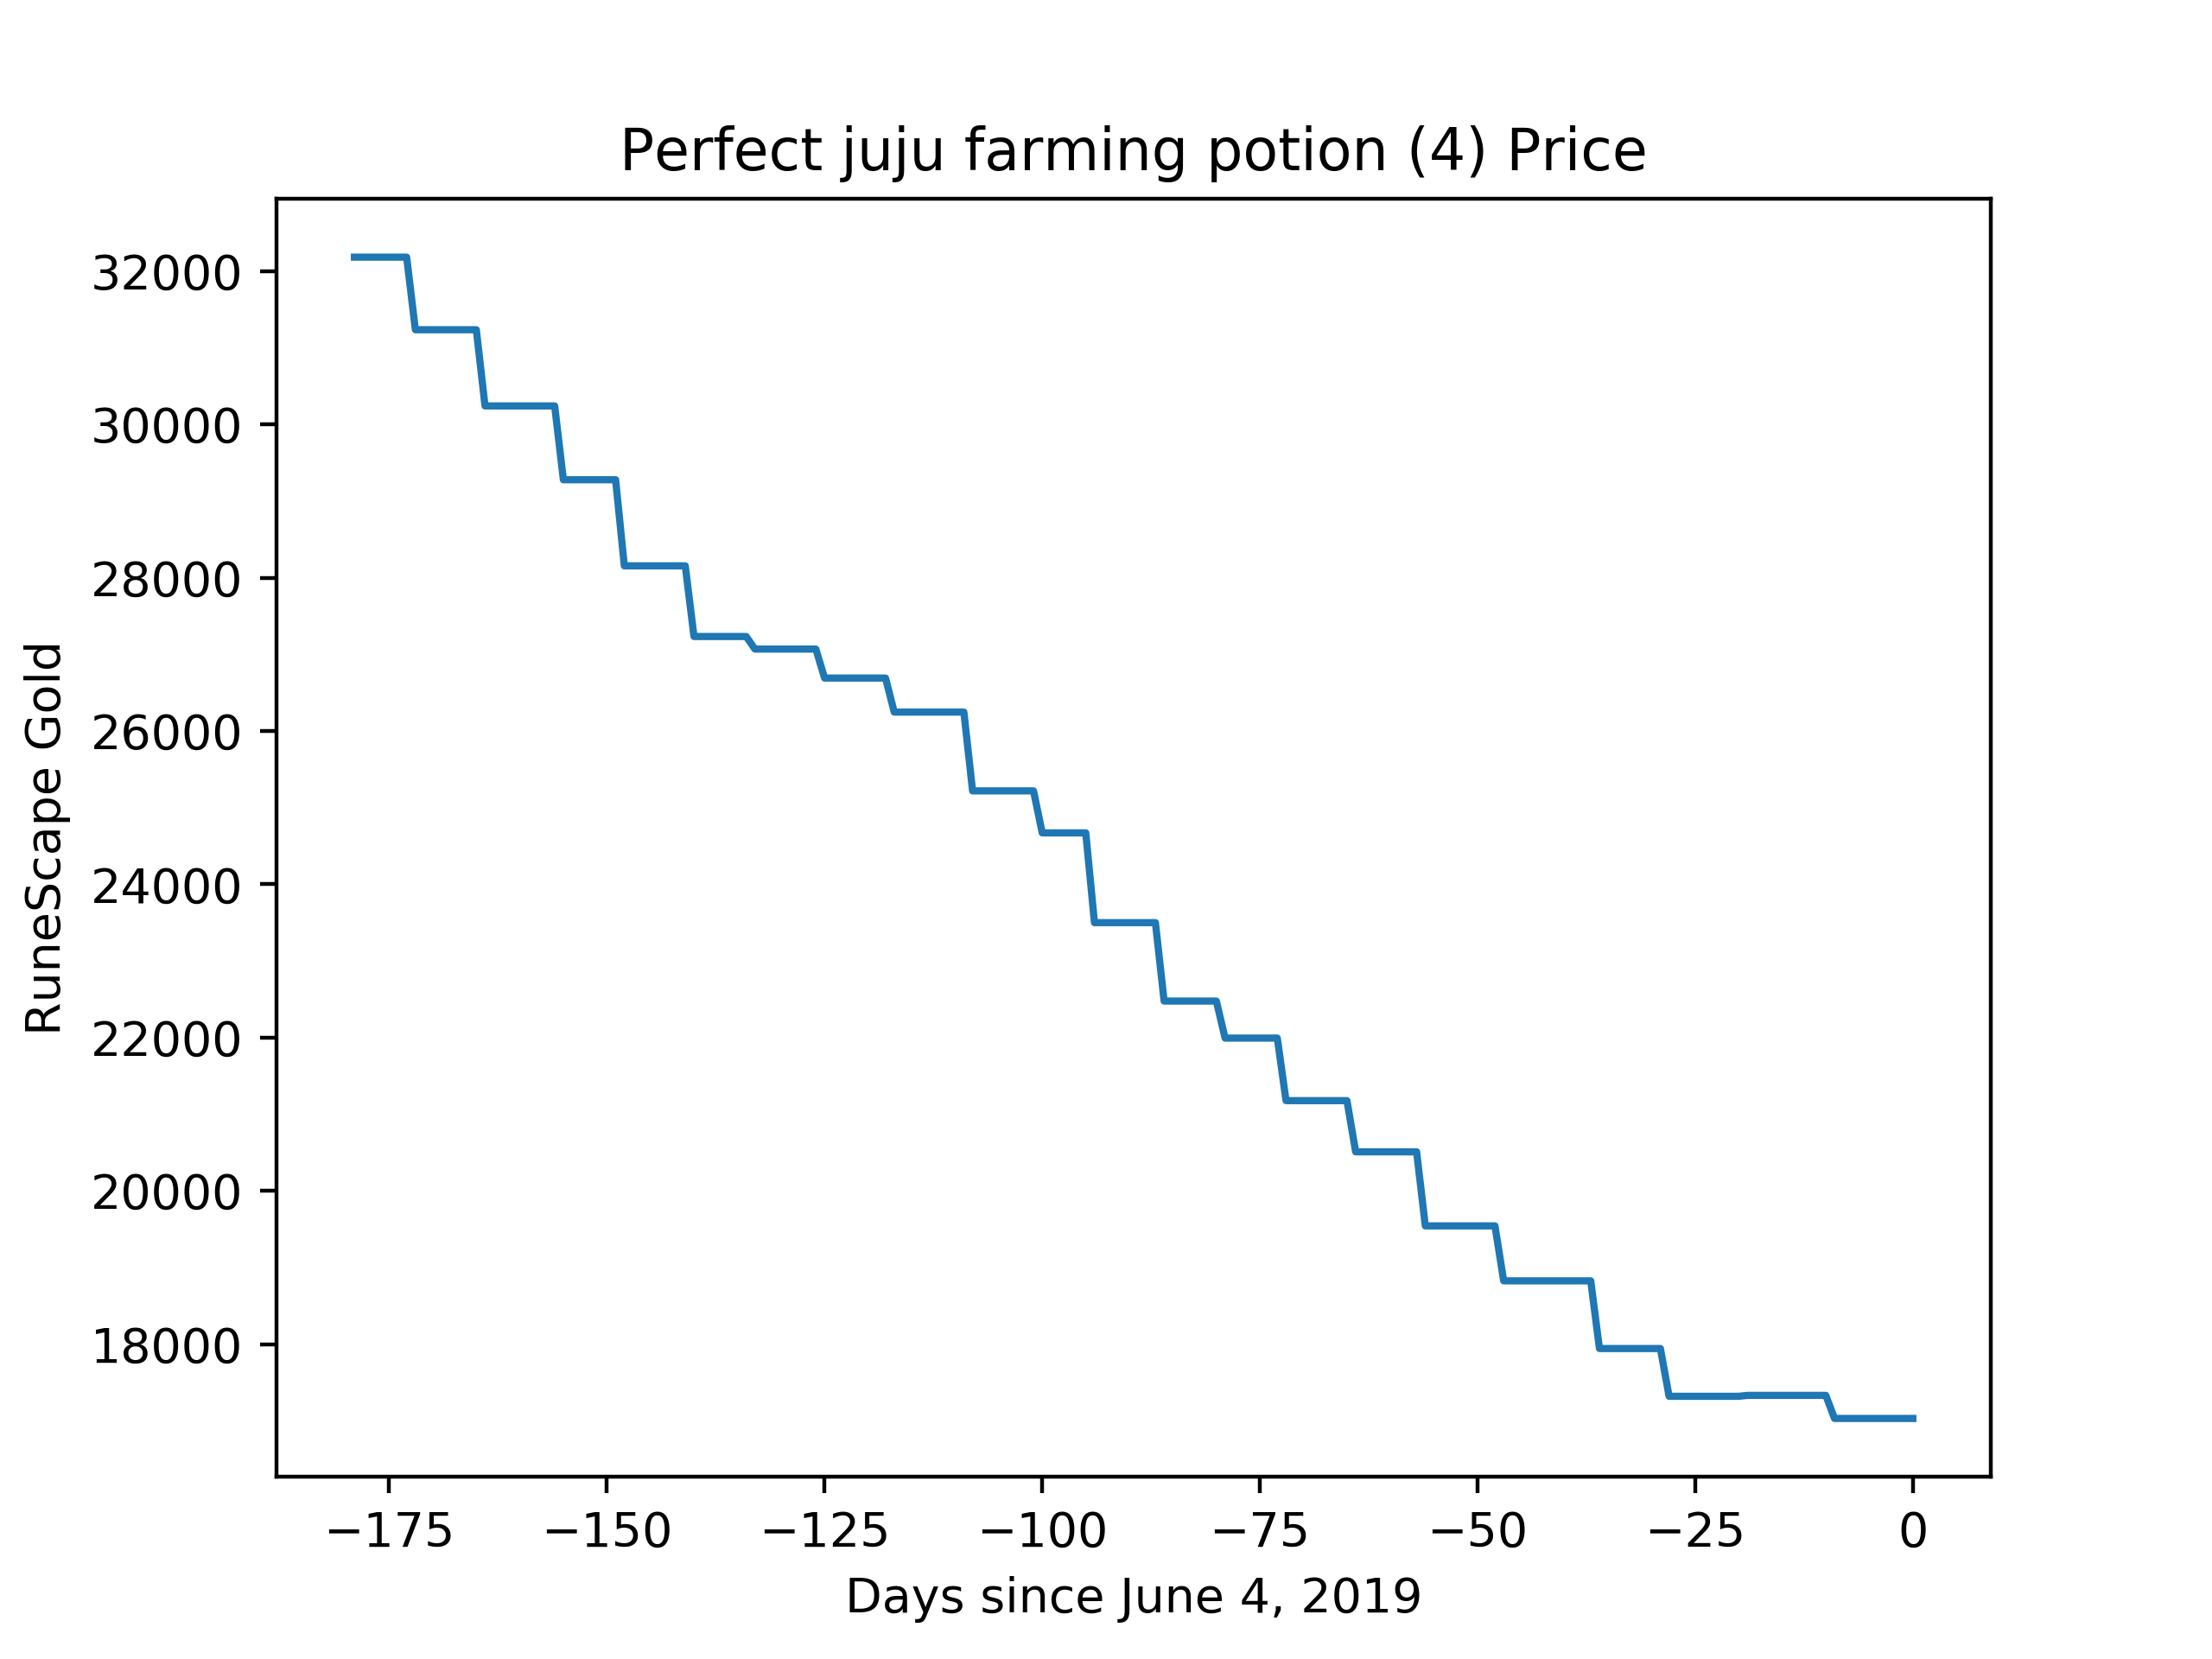 Perfect juju farming potion (4) Price
RuneScape Gold
32000
30000
28000
26000
24000
22000
20000
18000
−175 −150 −125 −100 −75 −50 −25 0
Days since June 4, 2019